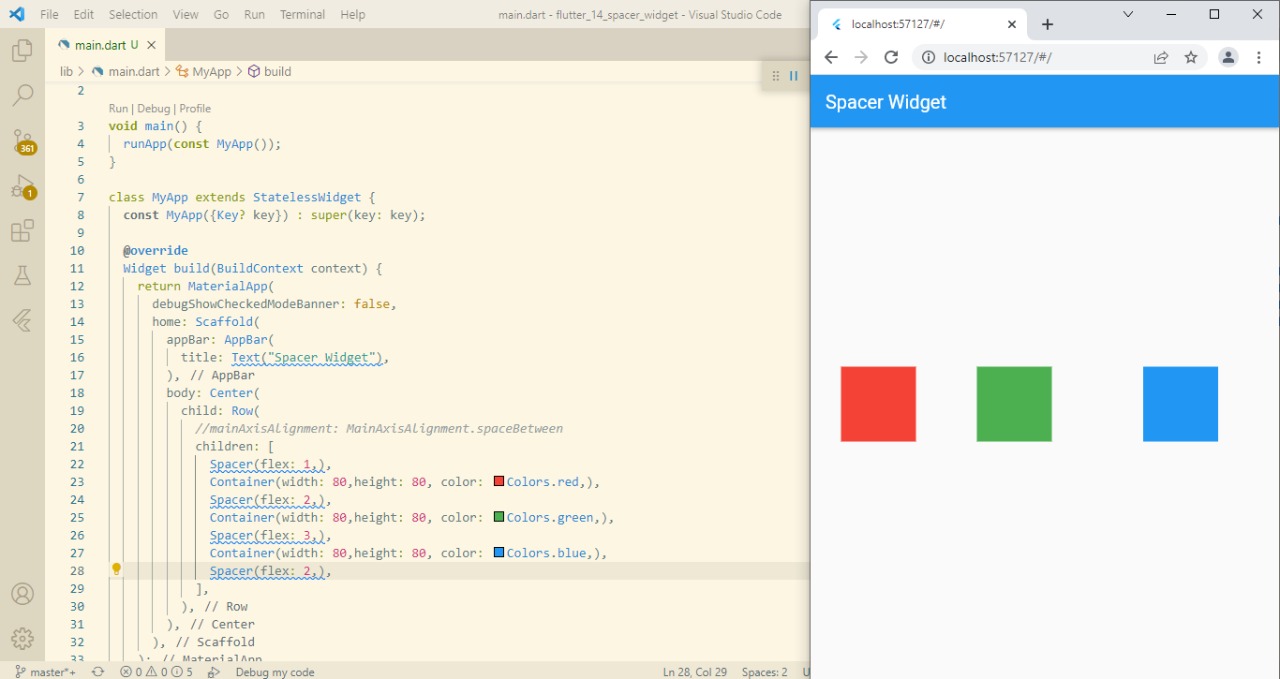 File Edit Selection View Go Run Terminal Help
main.dart - flutter_14_spacer_widget - Visual Studio Code
main.dart U
lib > main.dart > MyApp > build
2
Run | Debug | Profile
3 void main() {
4 runApp(const MyApp());
5 }
6
7 class MyApp extends StatelessWidget {
8 const MyApp({Key? key}) : super(key: key);
9
10 @override
11 Widget build(BuildContext context) {
12 return MaterialApp(
13 debugShowCheckedModeBanner: false,
14 home: Scaffold(
15 appBar: AppBar(
16 title: Text("Spacer Widget"),
17 ), // AppBar
18 body: Center(
19 child: Row(
20 //mainAxisAlignment: MainAxisAlignment.spaceBetween
21 children: [
22 Spacer(flex: 1,),
23 Container(width: 80,height: 80, color: Colors.red,),
24 Spacer(flex: 2,),
25 Container(width: 80,height: 80, color: Colors.green,),
26 Spacer(flex: 3,),
27 Container(width: 80,height: 80, color: Colors.blue,),
28 Spacer(flex: 2,),
29 ],
30 ), // Row
31 ), // Center
32 ), // Scaffold
33 ); // MaterialApp
361
1
master*+ 0 0 5 Debug my code
Ln 28, Col 29 Spaces: 2 U
localhost:57127/#/
localhost:57127/#/
Spacer Widget